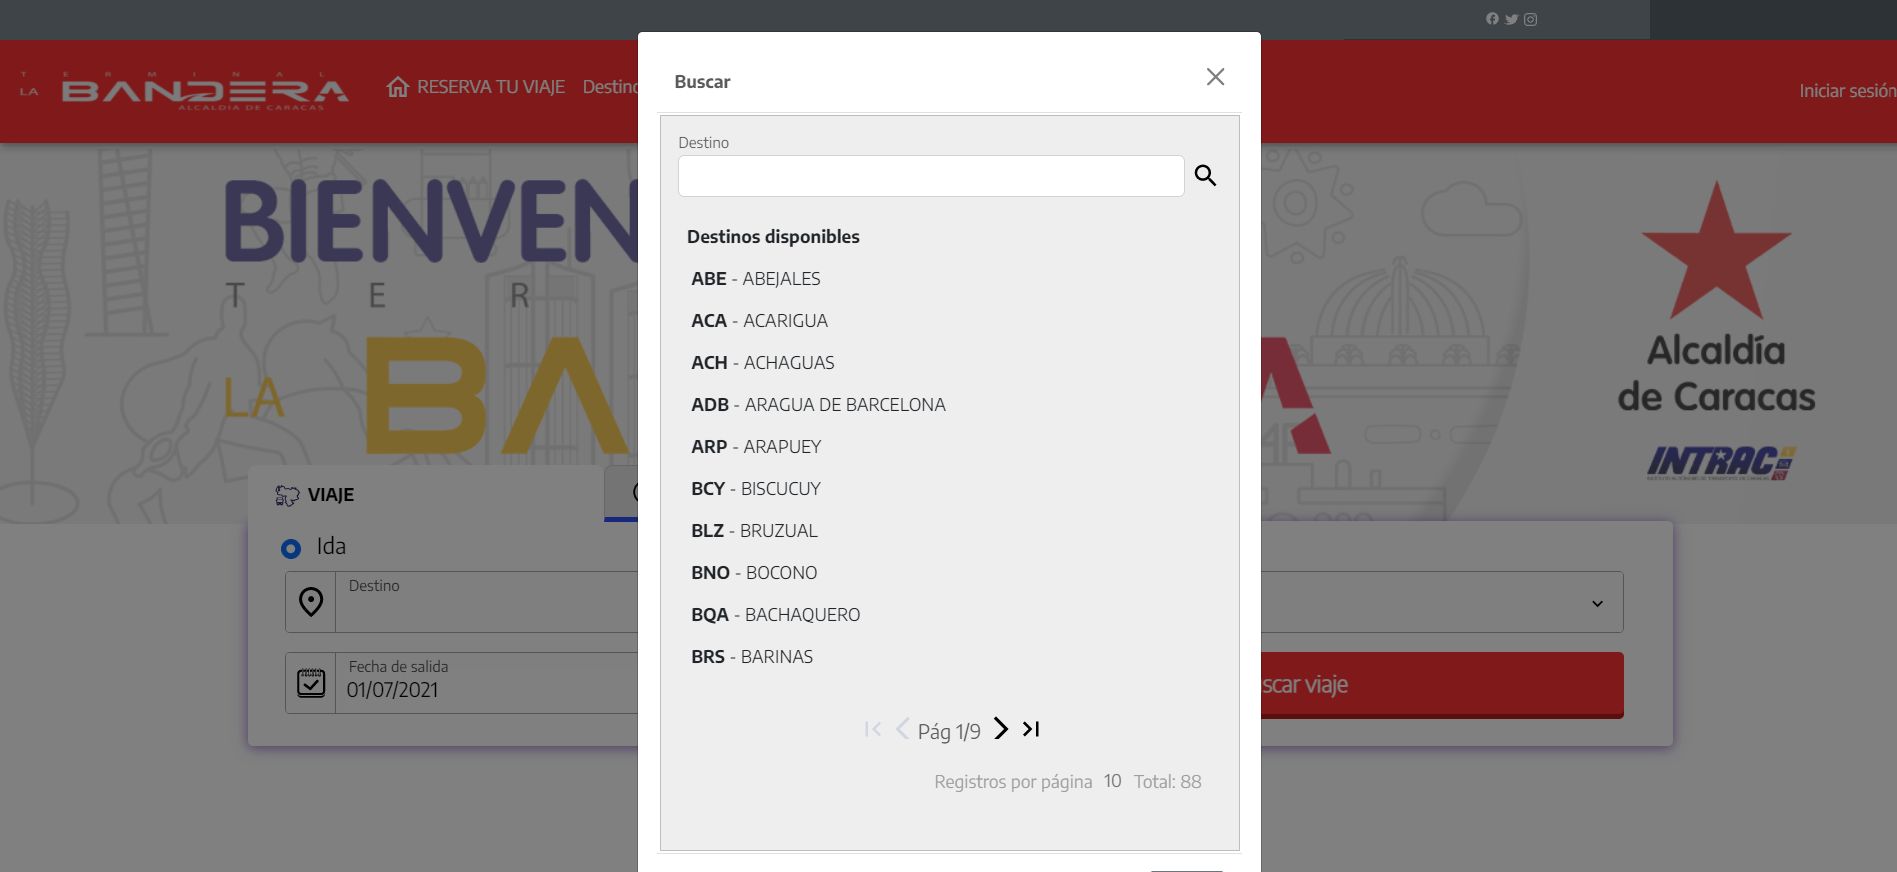 TERMINAL
LA BANDERA
ALCALDIA DE CARACAS
RESERVA TU VIAJE
Destino
Iniciar sesión
BIENVEN
T E R
LA BA
A
Alcaldía
de Caracas
INTRAC
VIAJE
Ida
Destino
Fecha de salida
01/07/2021
scar viaje
Buscar
Destino
Destinos disponibles
ABE - ABEJALES
ACA - ACARIGUA
ACH - ACHAGUAS
ADB - ARAGUA DE BARCELONA
ARP - ARAPUEY
BCY - BISCUCUY
BLZ - BRUZUAL
BNO - BOCONO
BQA - BACHAQUERO
BRS - BARINAS
Pág 1/9
Registros por página 10 Total: 88